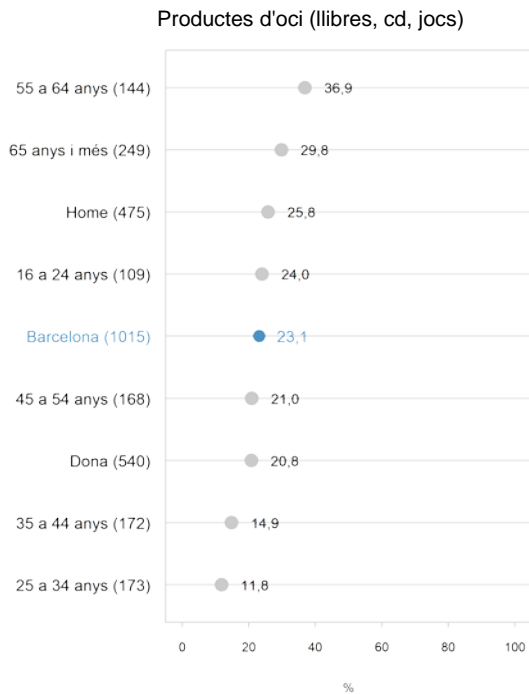 Productes d'oci (llibres, cd, jocs)
55 a 64 anys (144) 36,9
65 anys i més (249) 29,8
Home (475) 25,8
16 a 24 anys (109) 24,0
Barcelona (1015) 23,1
45 a 54 anys (168) 21,0
Dona (540) 20,8
35 a 44 anys (172) 14,9
25 a 34 anys (173) 11,8
0 20 40 60 80 100
%